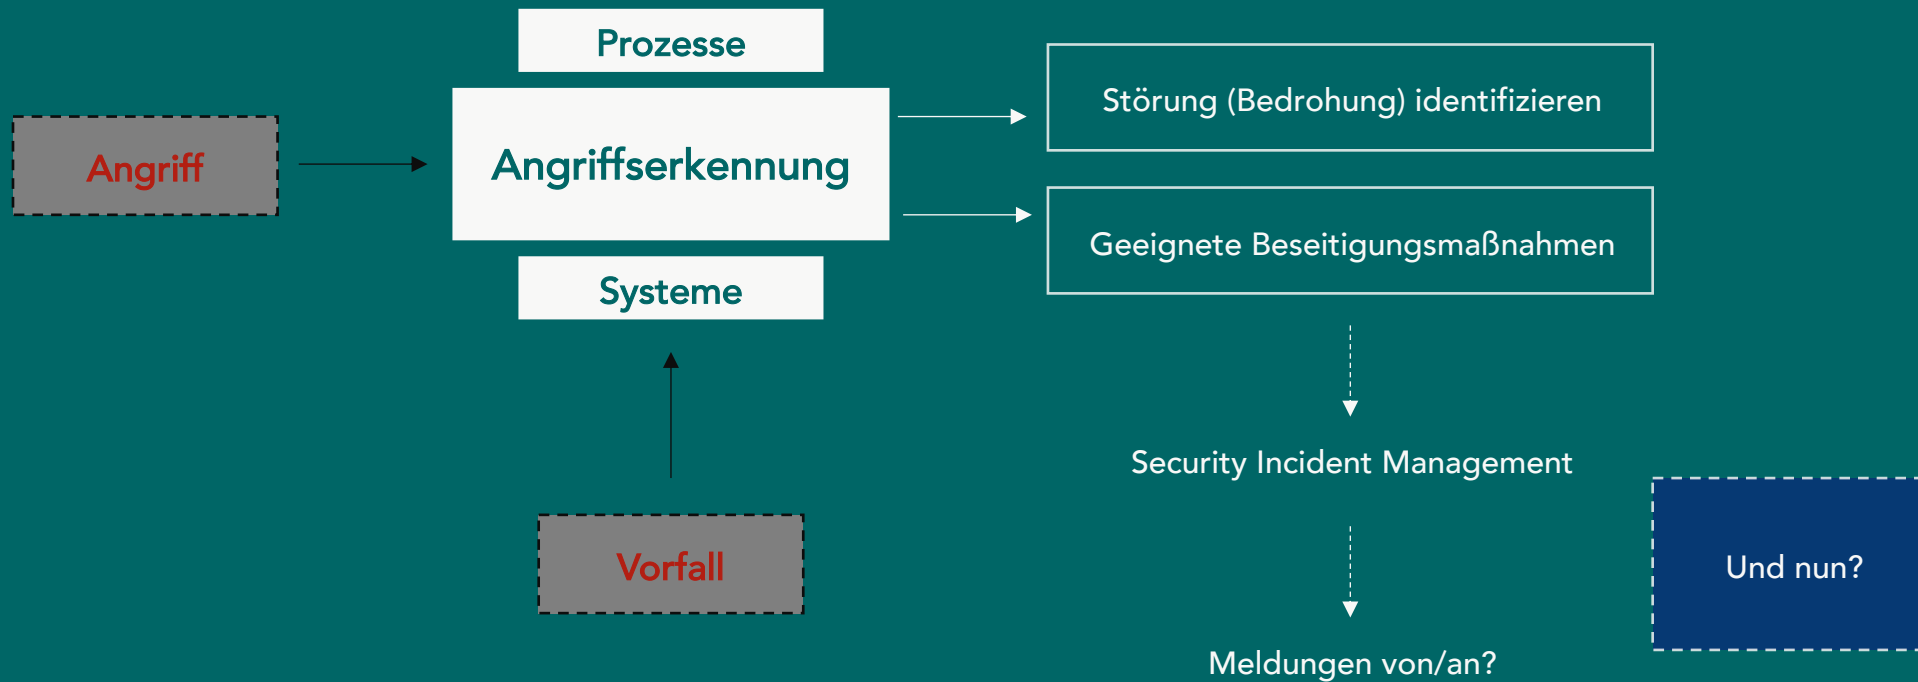 Prozesse
Angriff
Angriffserkennung
Systeme
Vorfall
Störung (Bedrohung) identifizieren
Geeignete Beseitigungsmaßnahmen
Security Incident Management
Meldungen von/an?
Und nun?